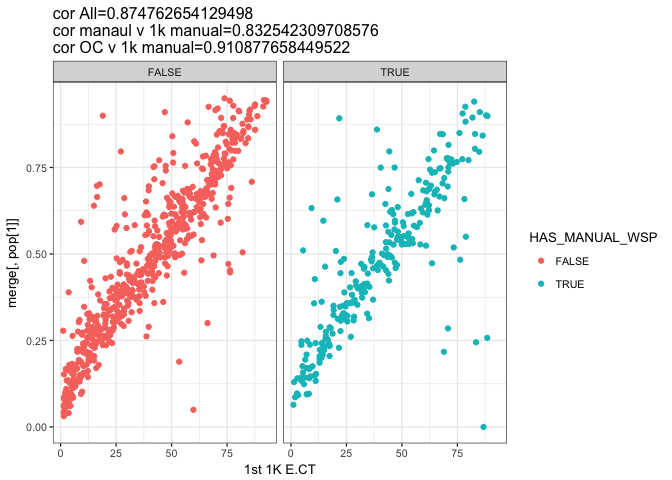 cor All=0.874762654129498
cor manaul v 1k manual=0.832542309708576
cor OC v 1k manual=0.910877658449522
FALSE
TRUE
merge[, pop[1]]
0.75
0.50
0.25
0.00
0 25 50 75
0 25 50 75
1st 1K E.CT
HAS_MANUAL_WSP
FALSE
TRUE